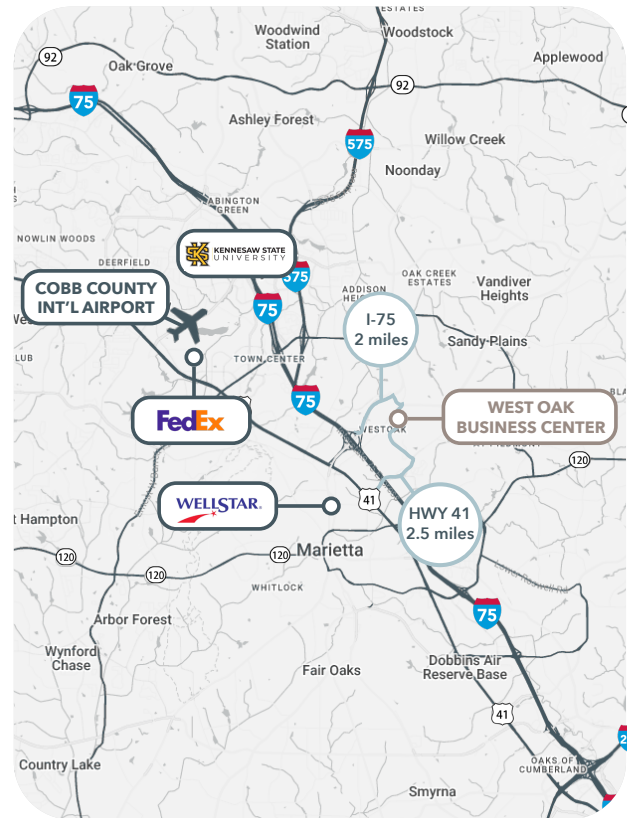 ESTATES
Woodwind
Station
Woodstock
92
Oak Grove
Applewood
92
75
Ashley Forest
575
Willow Creek
Noonday
ABINGTON
GREEN
NOWLIN WOODS
KENNESAW STATE
UNIVERSITY
DEERFIELD
575
OAK CREEK
ESTATES
ADDISON
Vandiver
Heights
COBB COUNTY
INT'L AIRPORT
75
I-75
2 miles
LUB
Sandy Plains
TOWN CENTER
75
WEST OAK
BUSINESS CENTER
FedEx
WESTOAK
120
WELLSTAR
41
HWY 41
2.5 miles
t Hampton
120
120
120
Marietta
WHITLOCK
75
Arbor Forest
Wynford
Chase
Fair Oaks
Dobbins Air
Reserve Base
41
Country Lake
OAKS OF
CUMBERLAND
Smyrna